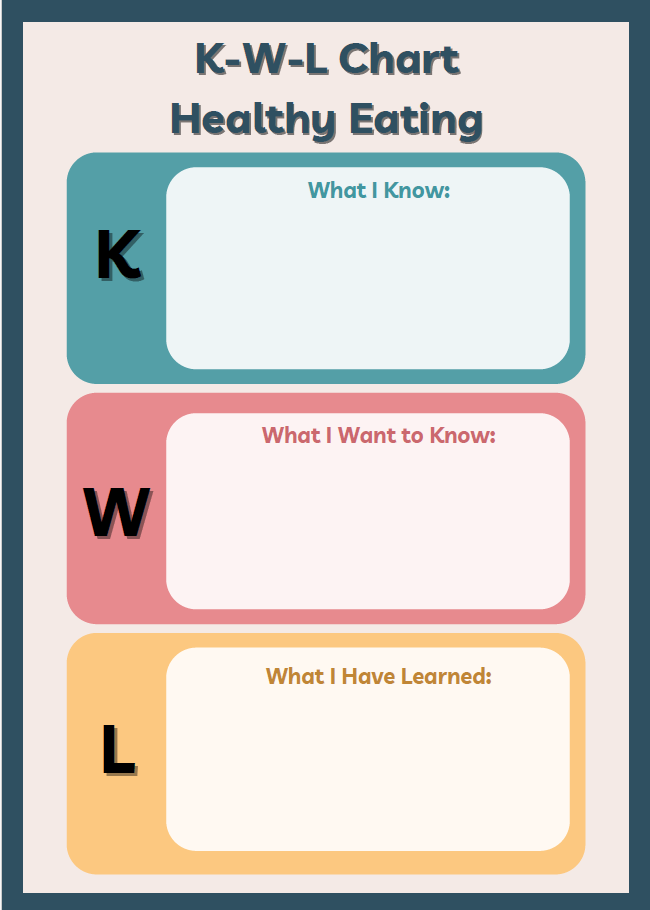 K-W-L Chart
Healthy Eating
What I Know:
K
What I Want to Know:
W
What I Have Learned:
L